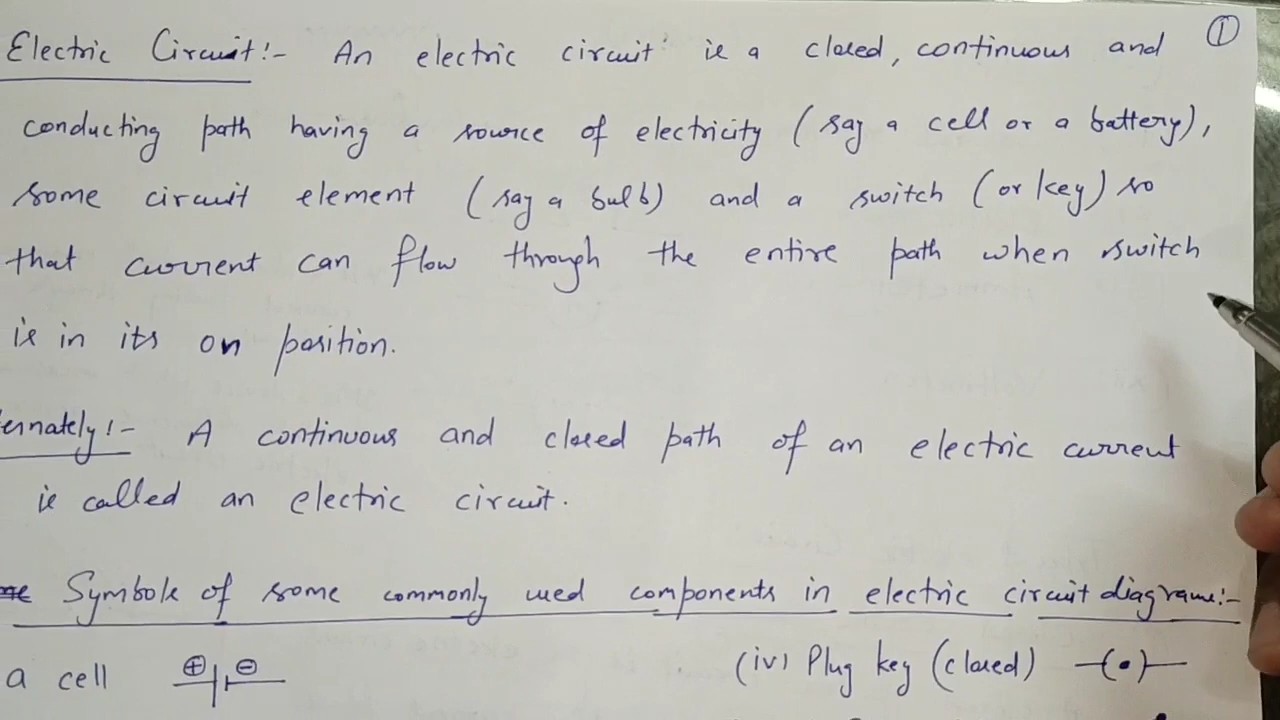 Electric Circuit:- An electric circuit is a closed, continuous and ①
conducting path having a source of electricity (say a cell or a battery),
some circuit element (say a bulb) and a switch (or key) so
that current can flow through the entire path when switch
is in its on position.
ernately:- A continuous and closed path of an electric current
is called an electric circuit.
Symbols of some commonly used components in electric circuit diagrams:-
a cell ⊕ ⊖
(iv) Plug key (closed)